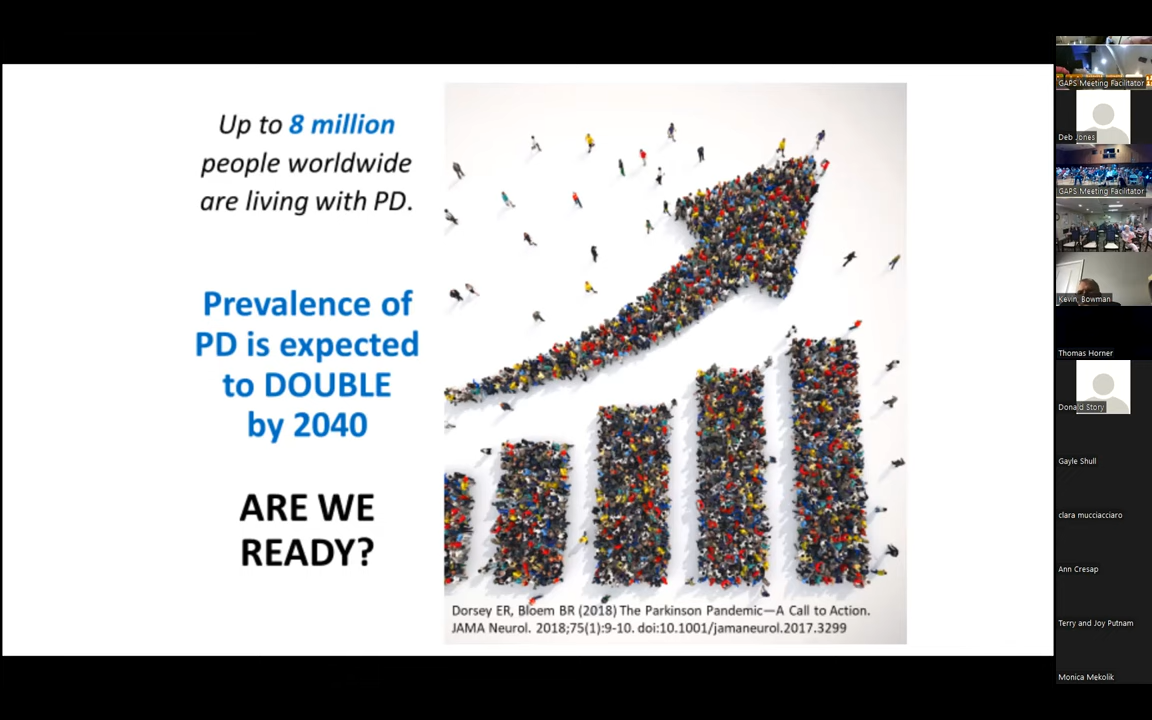 Up to 8 million
people worldwide
are living with PD.
Prevalence of
PD is expected
to DOUBLE
by 2040
ARE WE
READY?
Dorsey ER, Bloem BR (2018) The Parkinson Pandemic—A Call to Action.
JAMA Neurol. 2018;75(1):9-10. doi:10.1001/jamaneurol.2017.3299
GAPS Meeting Facilitator
Deb Jones
GAPS Meeting Facilitator
Kevin, Bowman
Thomas Horner
Donald Story
Gayle Shull
clara mucciacciaro
Ann Cresap
Terry and Joy Putnam
Monica Mekolik